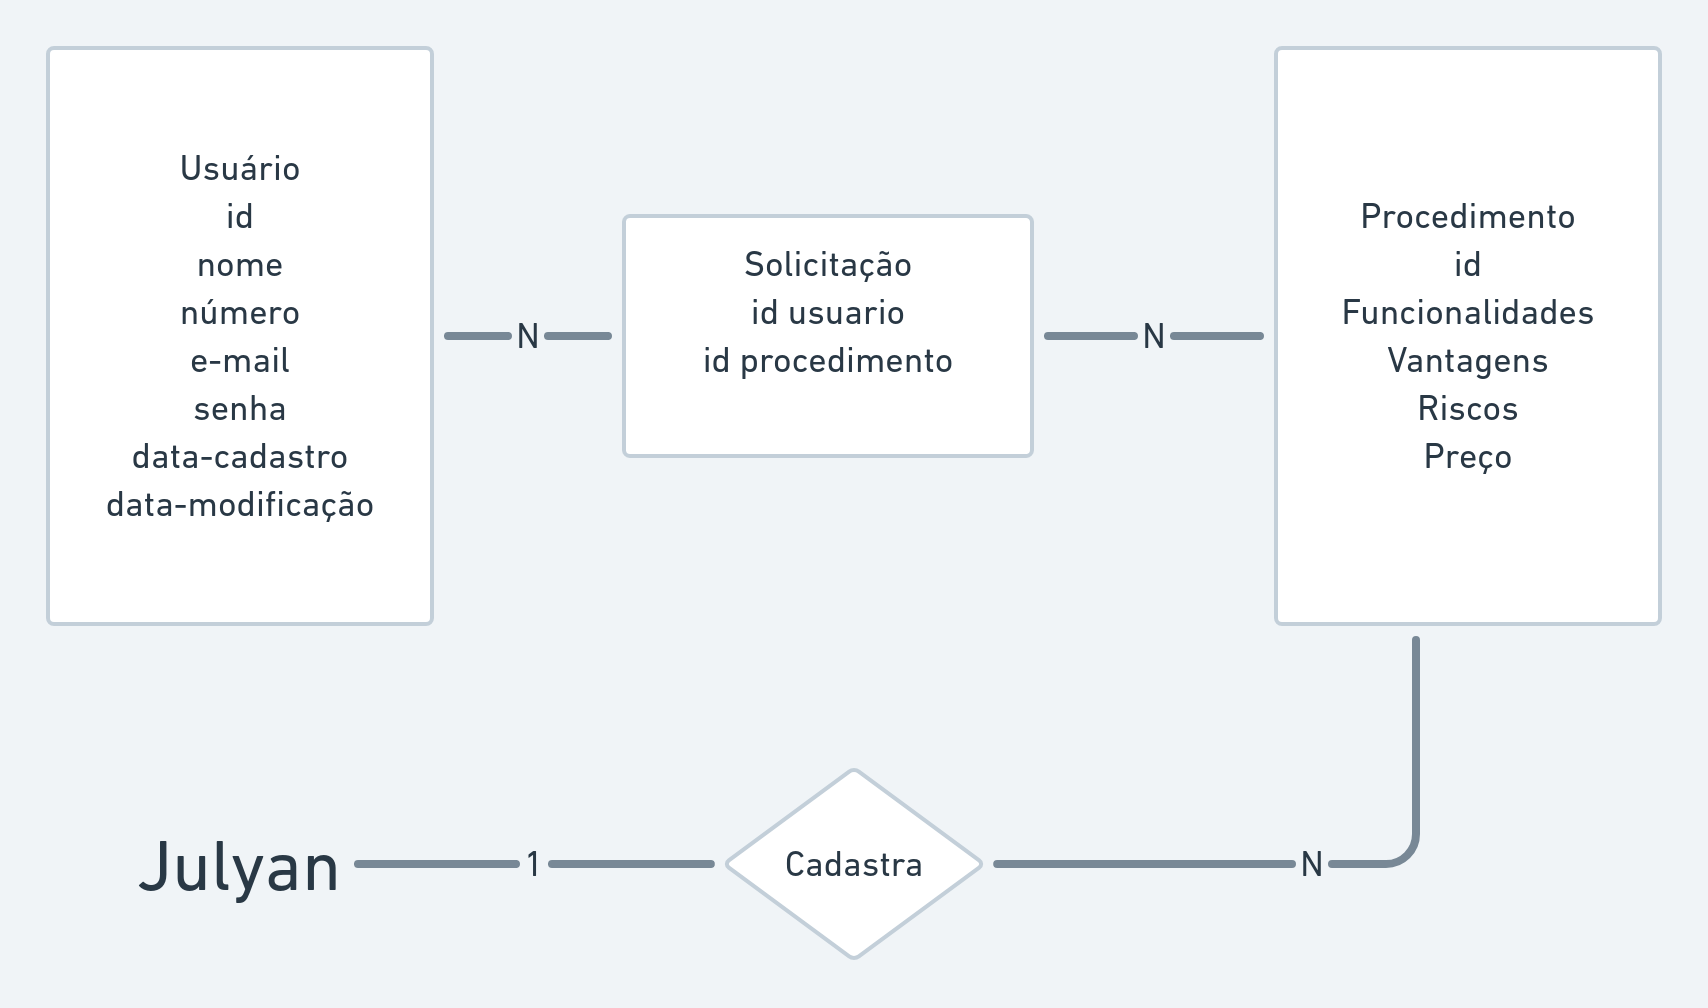 Usuário
id
nome
número
e-mail
senha
data-cadastro
data-modificação
N
Solicitação
id usuario
id procedimento
N
Procedimento
id
Funcionalidades
Vantagens
Riscos
Preço
Julyan
1
Cadastra
N